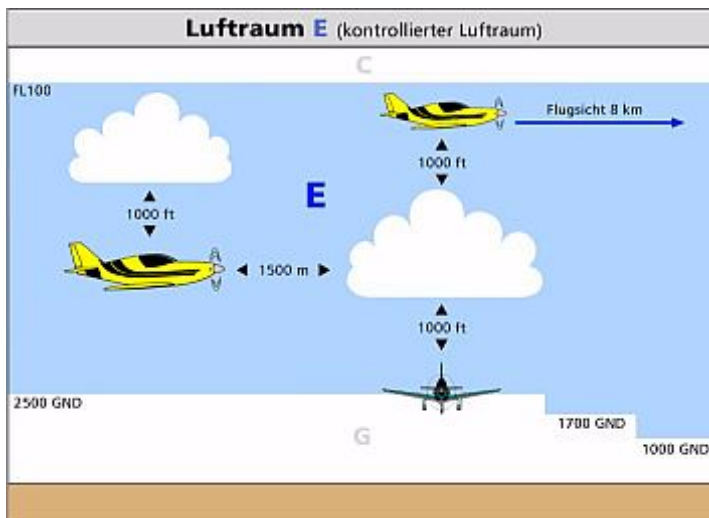 Luftraum E (kontrollierter Luftraum)
C
FL100
Flugsicht 8 km
1000 ft
E
1000 ft
1500 m
1000 ft
2500 GND
1700 GND
G
1000 GND